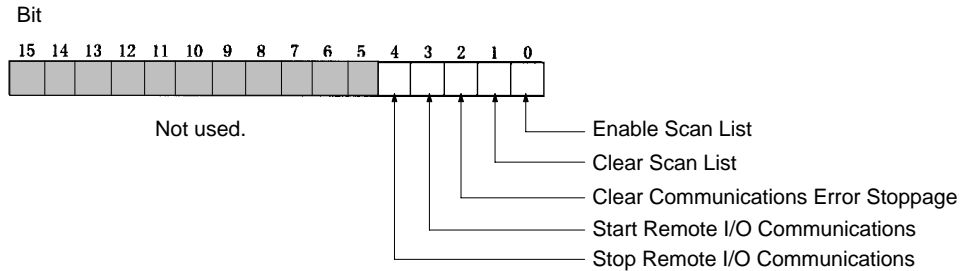 Bit
15 14 13 12 11 10 9 8 7 6 5 4 3 2 1 0
Not used.
Enable Scan List
Clear Scan List
Clear Communications Error Stoppage
Start Remote I/O Communications
Stop Remote I/O Communications